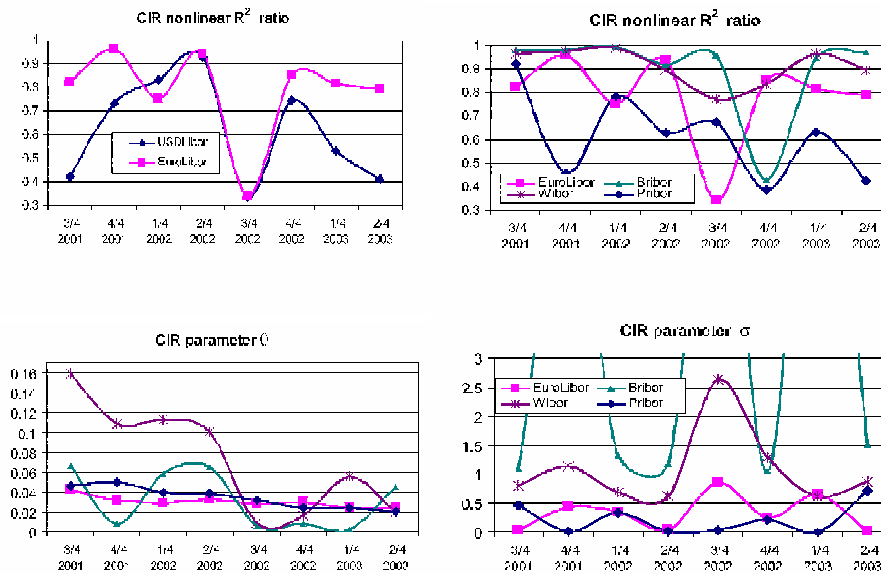 CIR nonlinear R² ratio
1
0.9
0.8
0.7
0.6
0.5
0.4
0.3
USDLibor
EuroLibor
3/4 4/4 1/4 2/4 3/4 4/4 1/4 2/4
2001 2001 2002 2002 2002 2002 2003 2003
CIR nonlinear R² ratio
1
0.9
0.8
0.7
0.6
0.5
0.4
0.3
EuroLibor Bribor
Wibor Pribor
3/4 4/4 1/4 2/4 3/4 4/4 1/4 2/4
2001 2001 2002 2002 2002 2002 2003 2003
CIR parameter θ
0.16
0.14
0.12
0.1
0.08
0.06
0.04
0.02
0
3/4 4/4 1/4 2/4 3/4 4/4 1/4 2/4
2001 2001 2002 2002 2002 2002 2003 2003
CIR parameter σ
3
2.5
2
1.5
1
0.5
0
EuroLibor Bribor
Wibor Pribor
3/4 4/4 1/4 2/4 3/4 4/4 1/4 2/4
2001 2001 2002 2002 2002 2002 2003 2003